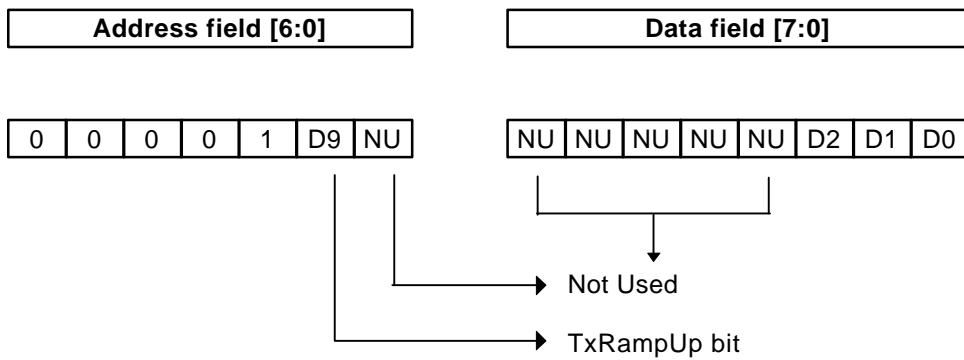 Address field [6:0] Data field [7:0]
0 0 0 0 1 D9 NU NU NU NU NU NU D2 D1 D0
Not Used
TxRampUp bit